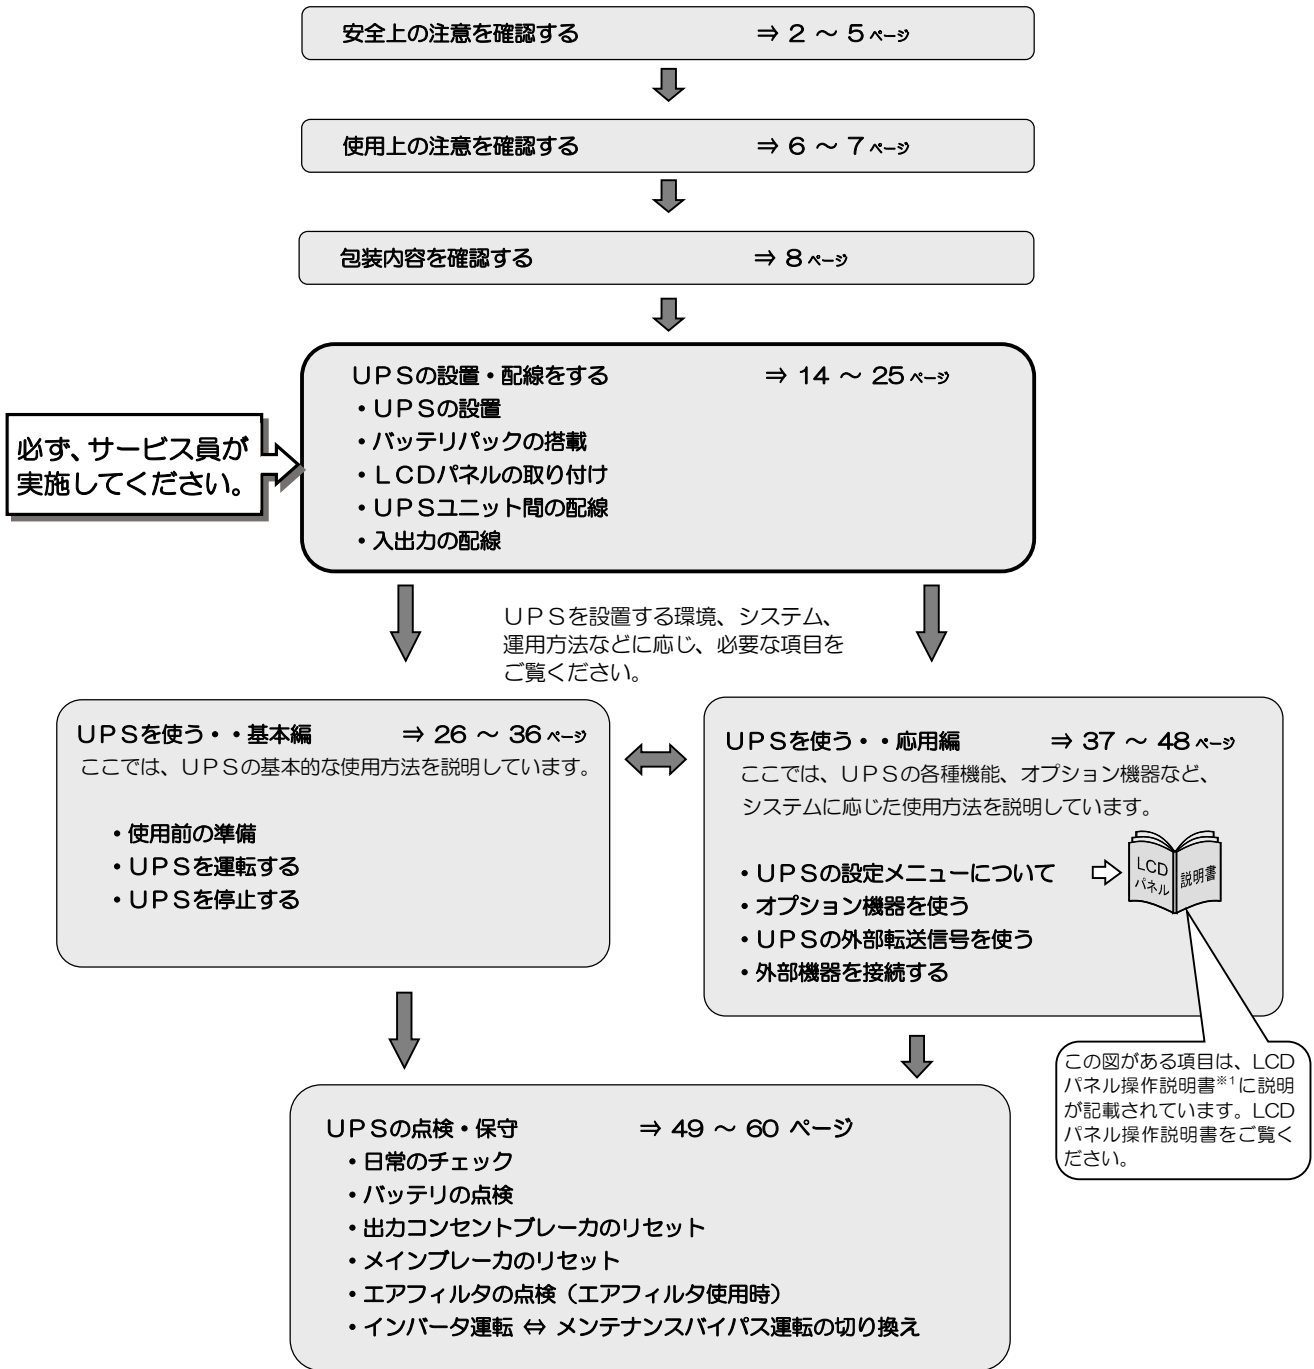 安全上の注意を確認する ⇒ 2 ～ 5 ページ
使用上の注意を確認する ⇒ 6 ～ 7 ページ
包装内容を確認する ⇒ 8 ページ
必ず、サービス員が
実施してください。
ＵＰＳの設置・配線をする ⇒ 14 ～ 25 ページ
・ＵＰＳの設置
・バッテリパックの搭載
・ＬＣＤパネルの取り付け
・ＵＰＳユニット間の配線
・入出力の配線
ＵＰＳを設置する環境、システム、
運用方法などに応じ、必要な項目を
ご覧ください。
ＵＰＳを使う・・基本編 ⇒ 26 ～ 36 ページ
ここでは、ＵＰＳの基本的な使用方法を説明しています。
・使用前の準備
・ＵＰＳを運転する
・ＵＰＳを停止する
ＵＰＳを使う・・応用編 ⇒ 37 ～ 48 ページ
ここでは、ＵＰＳの各種機能、オプション機器など、
システムに応じた使用方法を説明しています。
・ＵＰＳの設定メニューについて
・オプション機器を使う
・ＵＰＳの外部転送信号を使う
・外部機器を接続する
LCD
パネル
説明書
この図がある項目は、LCD
パネル操作説明書※1に説明
が記載されています。LCD
パネル操作説明書をご覧く
ださい。
ＵＰＳの点検・保守 ⇒ 49 ～ 60 ページ
・日常のチェック
・バッテリの点検
・出力コンセントブレーカのリセット
・メインブレーカのリセット
・エアフィルタの点検（エアフィルタ使用時）
・インバータ運転 ⇔ メンテナンスバイパス運転の切り換え